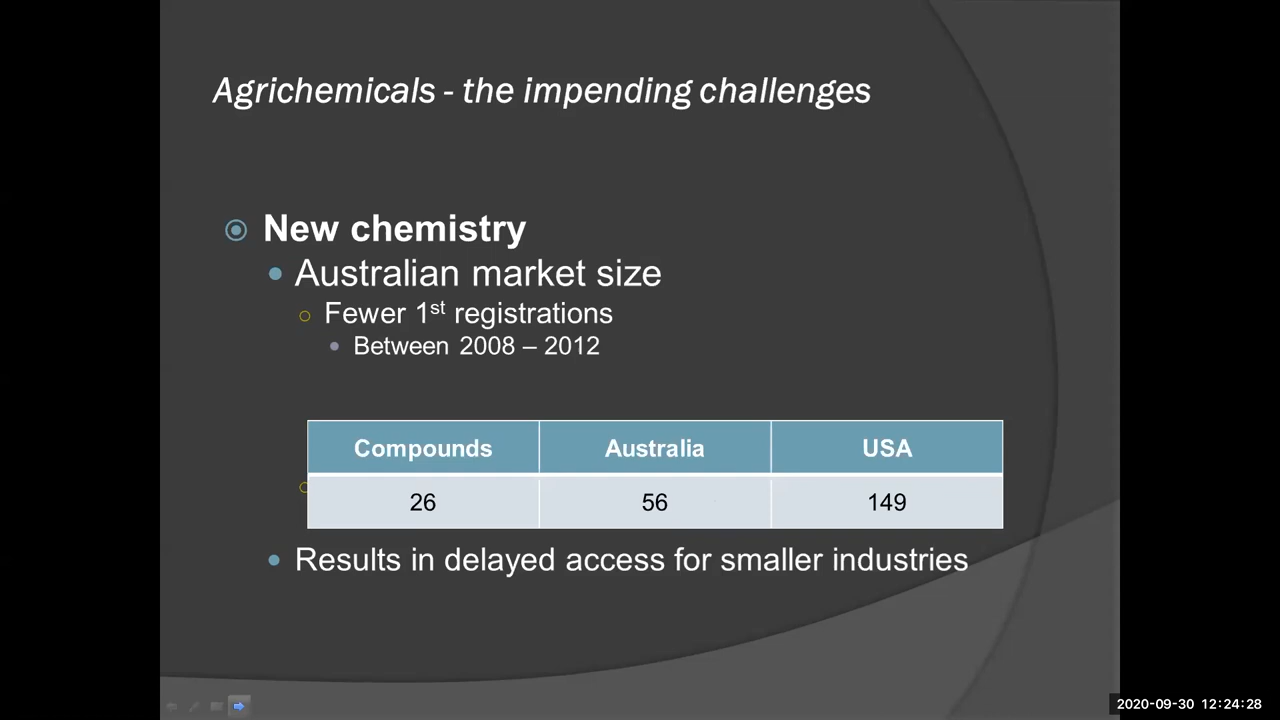 Agrichemicals - the impending challenges
New chemistry
Australian market size
Fewer 1st registrations
Between 2008 – 2012
Compounds Australia USA
26 56 149
Results in delayed access for smaller industries
2020-09-30 12:24:28